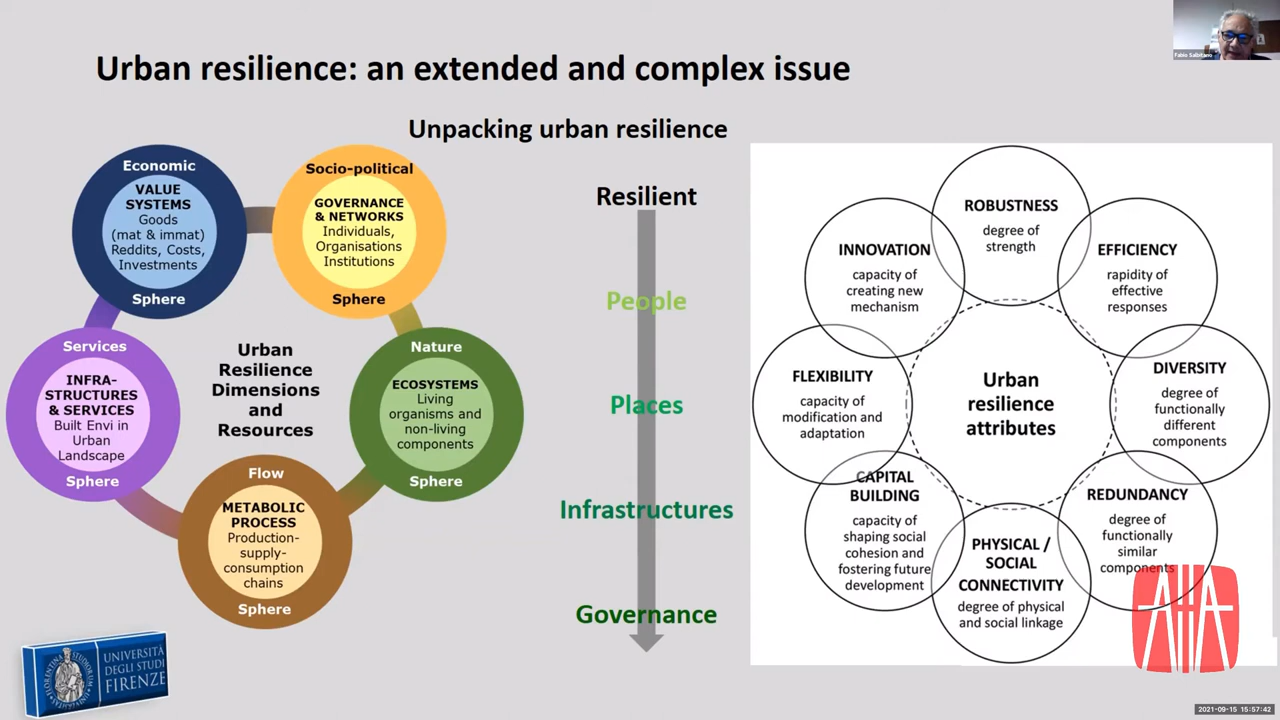 Urban resilience: an extended and complex issue
Fabio Salbitano
Unpacking urban resilience
Economic
VALUE
SYSTEMS
Goods
(mat & immat)
Reddits, Costs,
Investments
Sphere
Socio-political
GOVERNANCE
& NETWORKS
Individuals,
Organisations
Institutions
Sphere
Services
INFRA-
STRUCTURES
& SERVICES
Built Envi in
Urban
Landscape
Sphere
Urban
Resilience
Dimensions
and
Resources
Nature
ECOSYSTEMS
Living
organisms and
non-living
components
Sphere
Flow
METABOLIC
PROCESS
Production-
supply-
consumption
chains
Sphere
Resilient
People
Places
Infrastructures
Governance
ROBUSTNESS
degree of
strength
INNOVATION
capacity of
creating new
mechanism
EFFICIENCY
rapidity of
effective
responses
FLEXIBILITY
capacity of
modification and
adaptation
Urban
resilience
attributes
DIVERSITY
degree of
functionally
different
components
CAPITAL
BUILDING
capacity of
shaping social
cohesion and
fostering future
development
PHYSICAL /
SOCIAL
CONNECTIVITY
degree of physical
and social linkage
REDUNDANCY
degree of
functionally
similar
components
UNIVERSITÀ
DEGLI STUDI
FIRENZE
2021-09-15 15:57:42